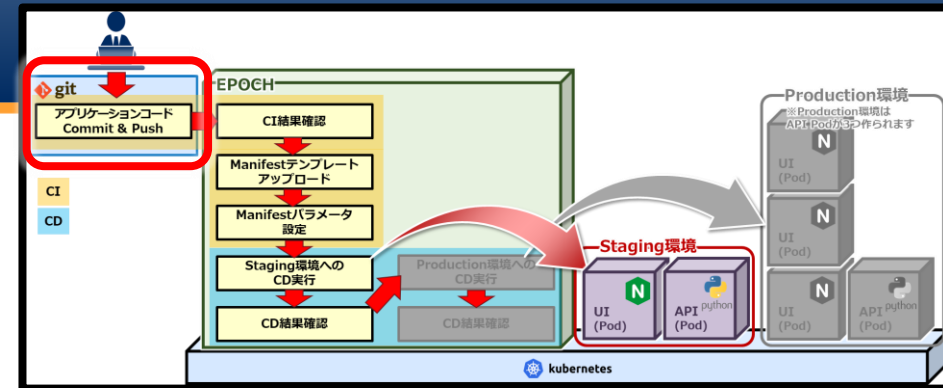 git
アプリケーションコード
Commit & Push
CI
CD
EPOCH
CI結果確認
Manifestテンプレート
アップロード
Manifestパラメータ
設定
Staging環境への
CD実行
CD結果確認
Production環境への
CD実行
CD結果確認
Staging環境
N
UI
(Pod)
python
API
(Pod)
Production環境
※Production環境は
API Podが3つ作られます
N
UI
(Pod)
N
UI
(Pod)
N
UI
(Pod)
python
API
(Pod)
kubernetes